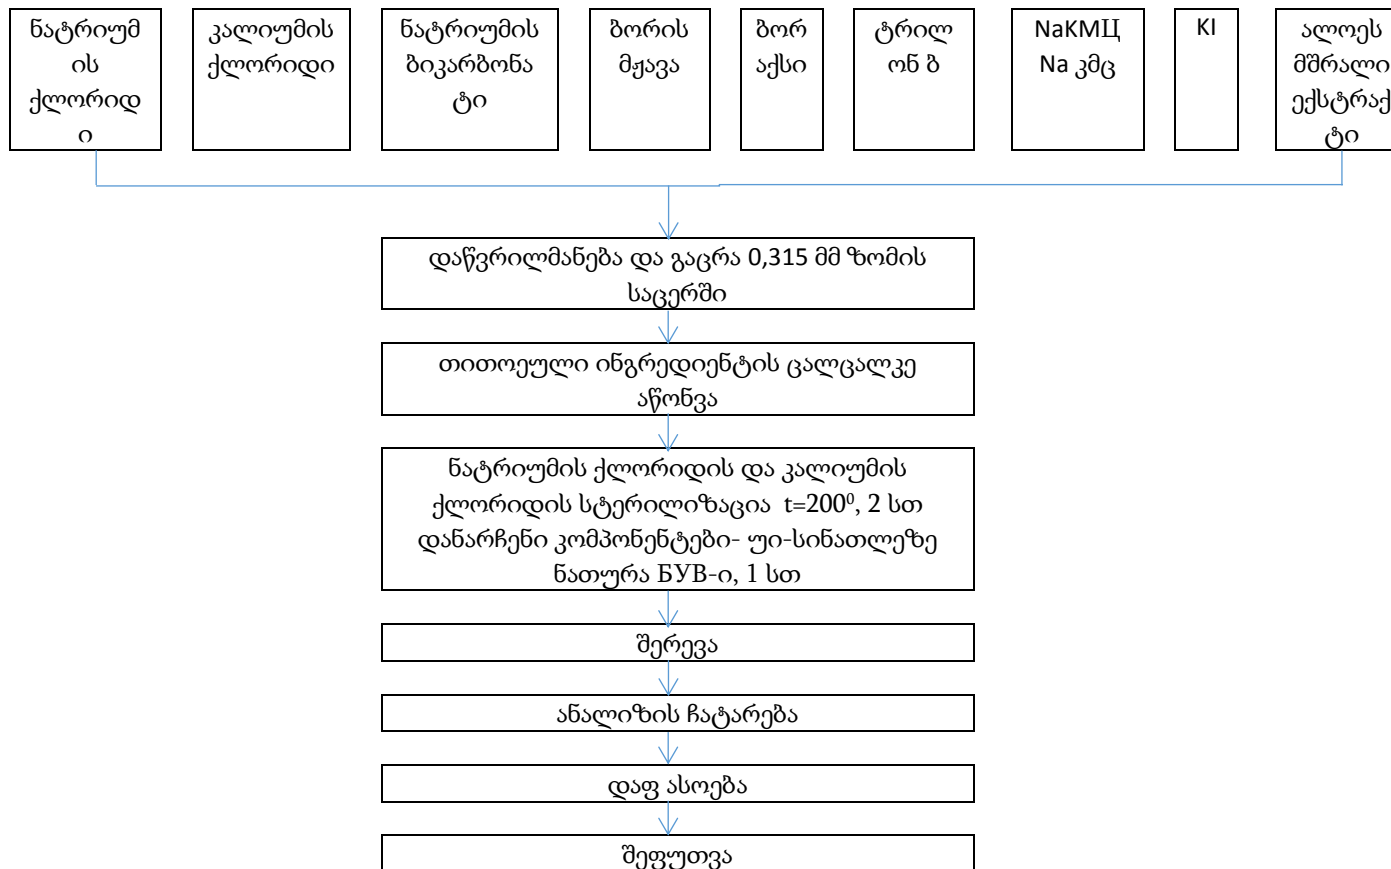 ნატრიუმ
ის
ქლორიდ
ი
კალიუმის
ქლორიდი
ნატრიუმის
ბიკარბონა
ტი
ბორის
მჟავა
ბორ
აქსი
ტრილ
ონ ბ
NaКМЦ
Na კმც
KI
ალოეს
მშრალი
ექსტრაქ
ტი
დაწვრილმანება და გაცრა 0,315 მმ ზომის
საცერში
თითოეული ინგრედიენტის ცალცალკე
აწონვა
ნატრიუმის ქლორიდის და კალიუმის
ქლორიდის სტერილიზაცია t=200⁰, 2 სთ
დანარჩენი კომპონენტები- უი-სინათლეზე
ნათურა БУВ-ი, 1 სთ
შერევა
ანალიზის ჩატარება
დაფ ასოება
შეფუთვა